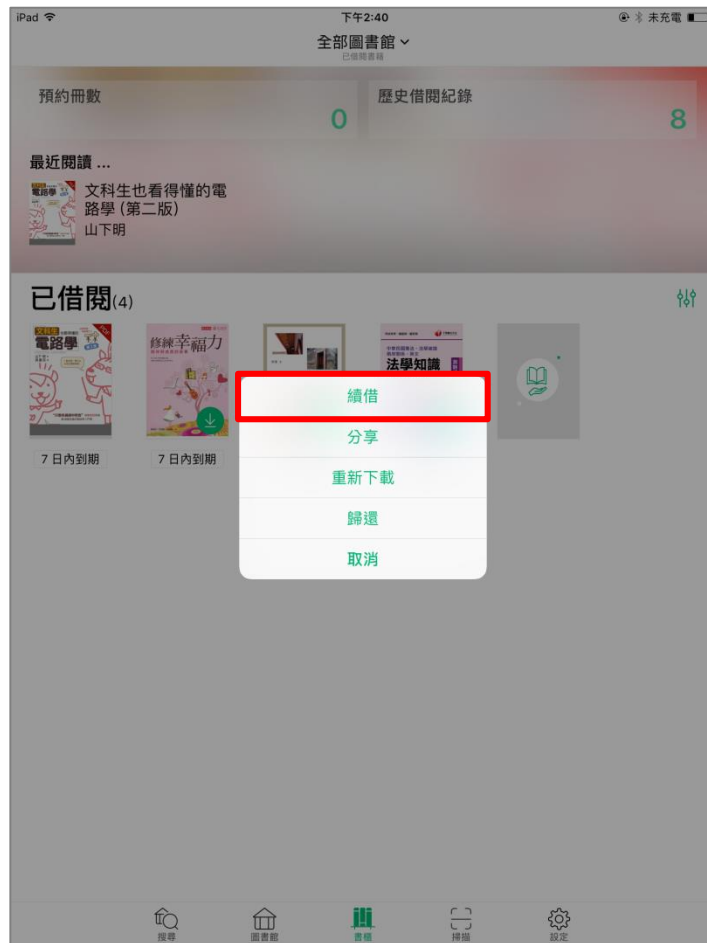 iPad 下午2:40 未充電
全部圖書館
已借閱書籍
預約冊數
0
歷史借閱紀錄
8
最近閱讀 ...
文科生也看得懂的電
路學（第二版）
山下明
已借閱(4)
文科生
電路學
PDF
修練幸福力
法學知識
7 日內到期
7 日內到期
續借
分享
重新下載
歸還
取消
搜尋
圖書館
書櫃
掃描
設定